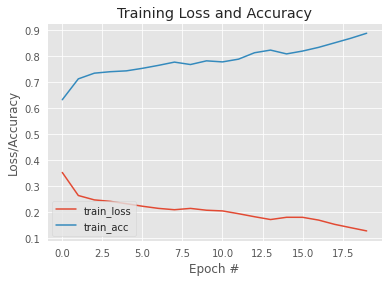 Training Loss and Accuracy
0.9
0.8
0.7
0.6
0.5
0.4
0.3
0.2
0.1
Loss/Accuracy
train_loss
train_acc
0.0 2.5 5.0 7.5 10.0 12.5 15.0 17.5
Epoch #